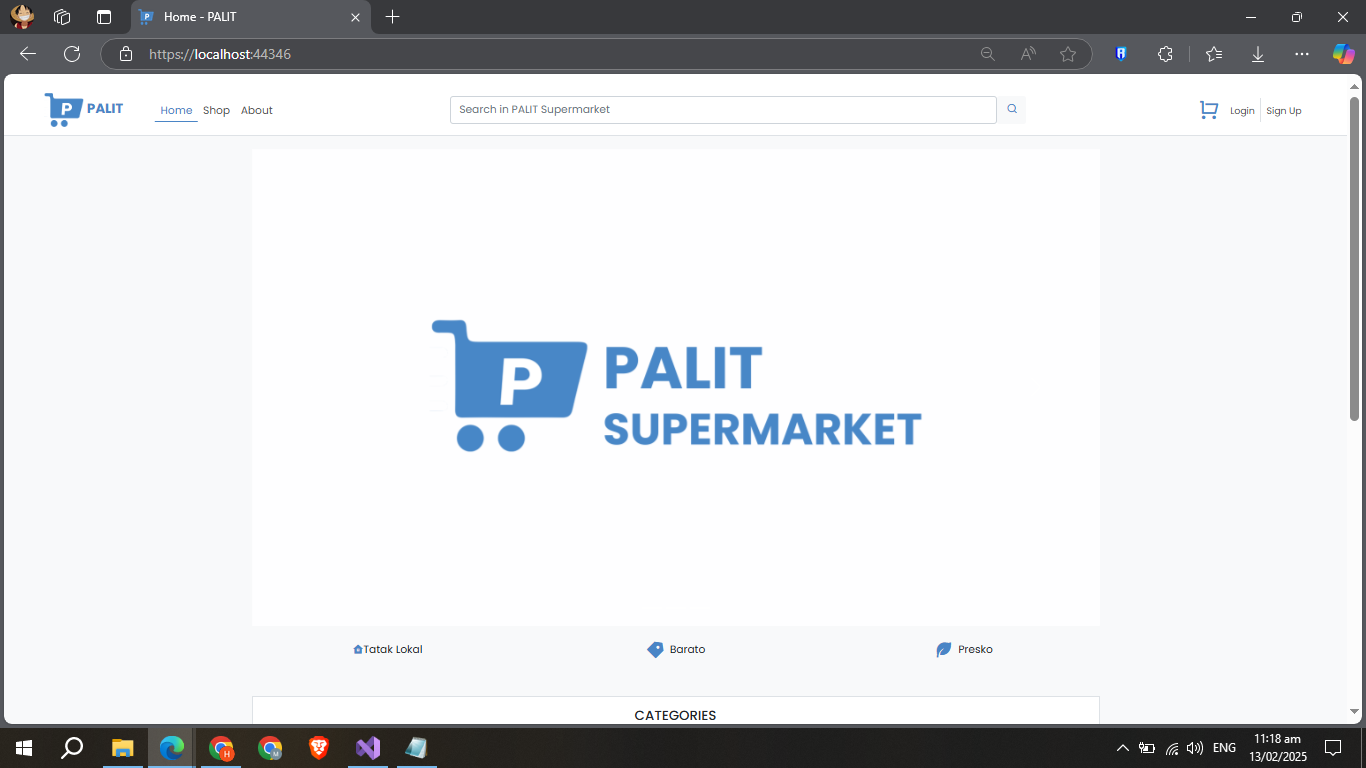 Home - PALIT
https://localhost:44346
P PALIT
Home Shop About
Search in PALIT Supermarket
Login Sign Up
P PALIT
SUPERMARKET
Tatak Lokal
Barato
Presko
CATEGORIES
H
M
ENG
11:18 am
13/02/2025